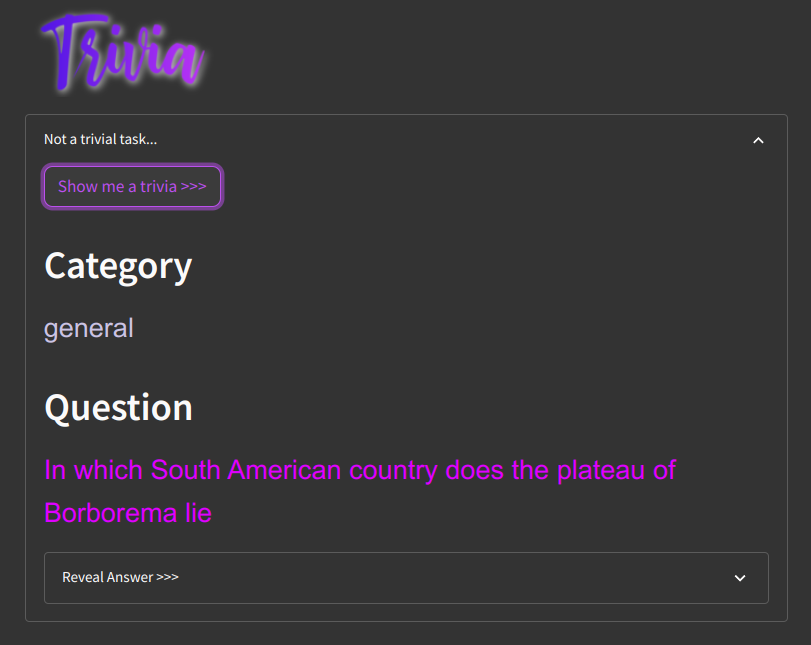 Trivia
Not a trivial task...
Show me a trivia >>>
Category
general
Question
In which South American country does the plateau of
Borborema lie
Reveal Answer >>>